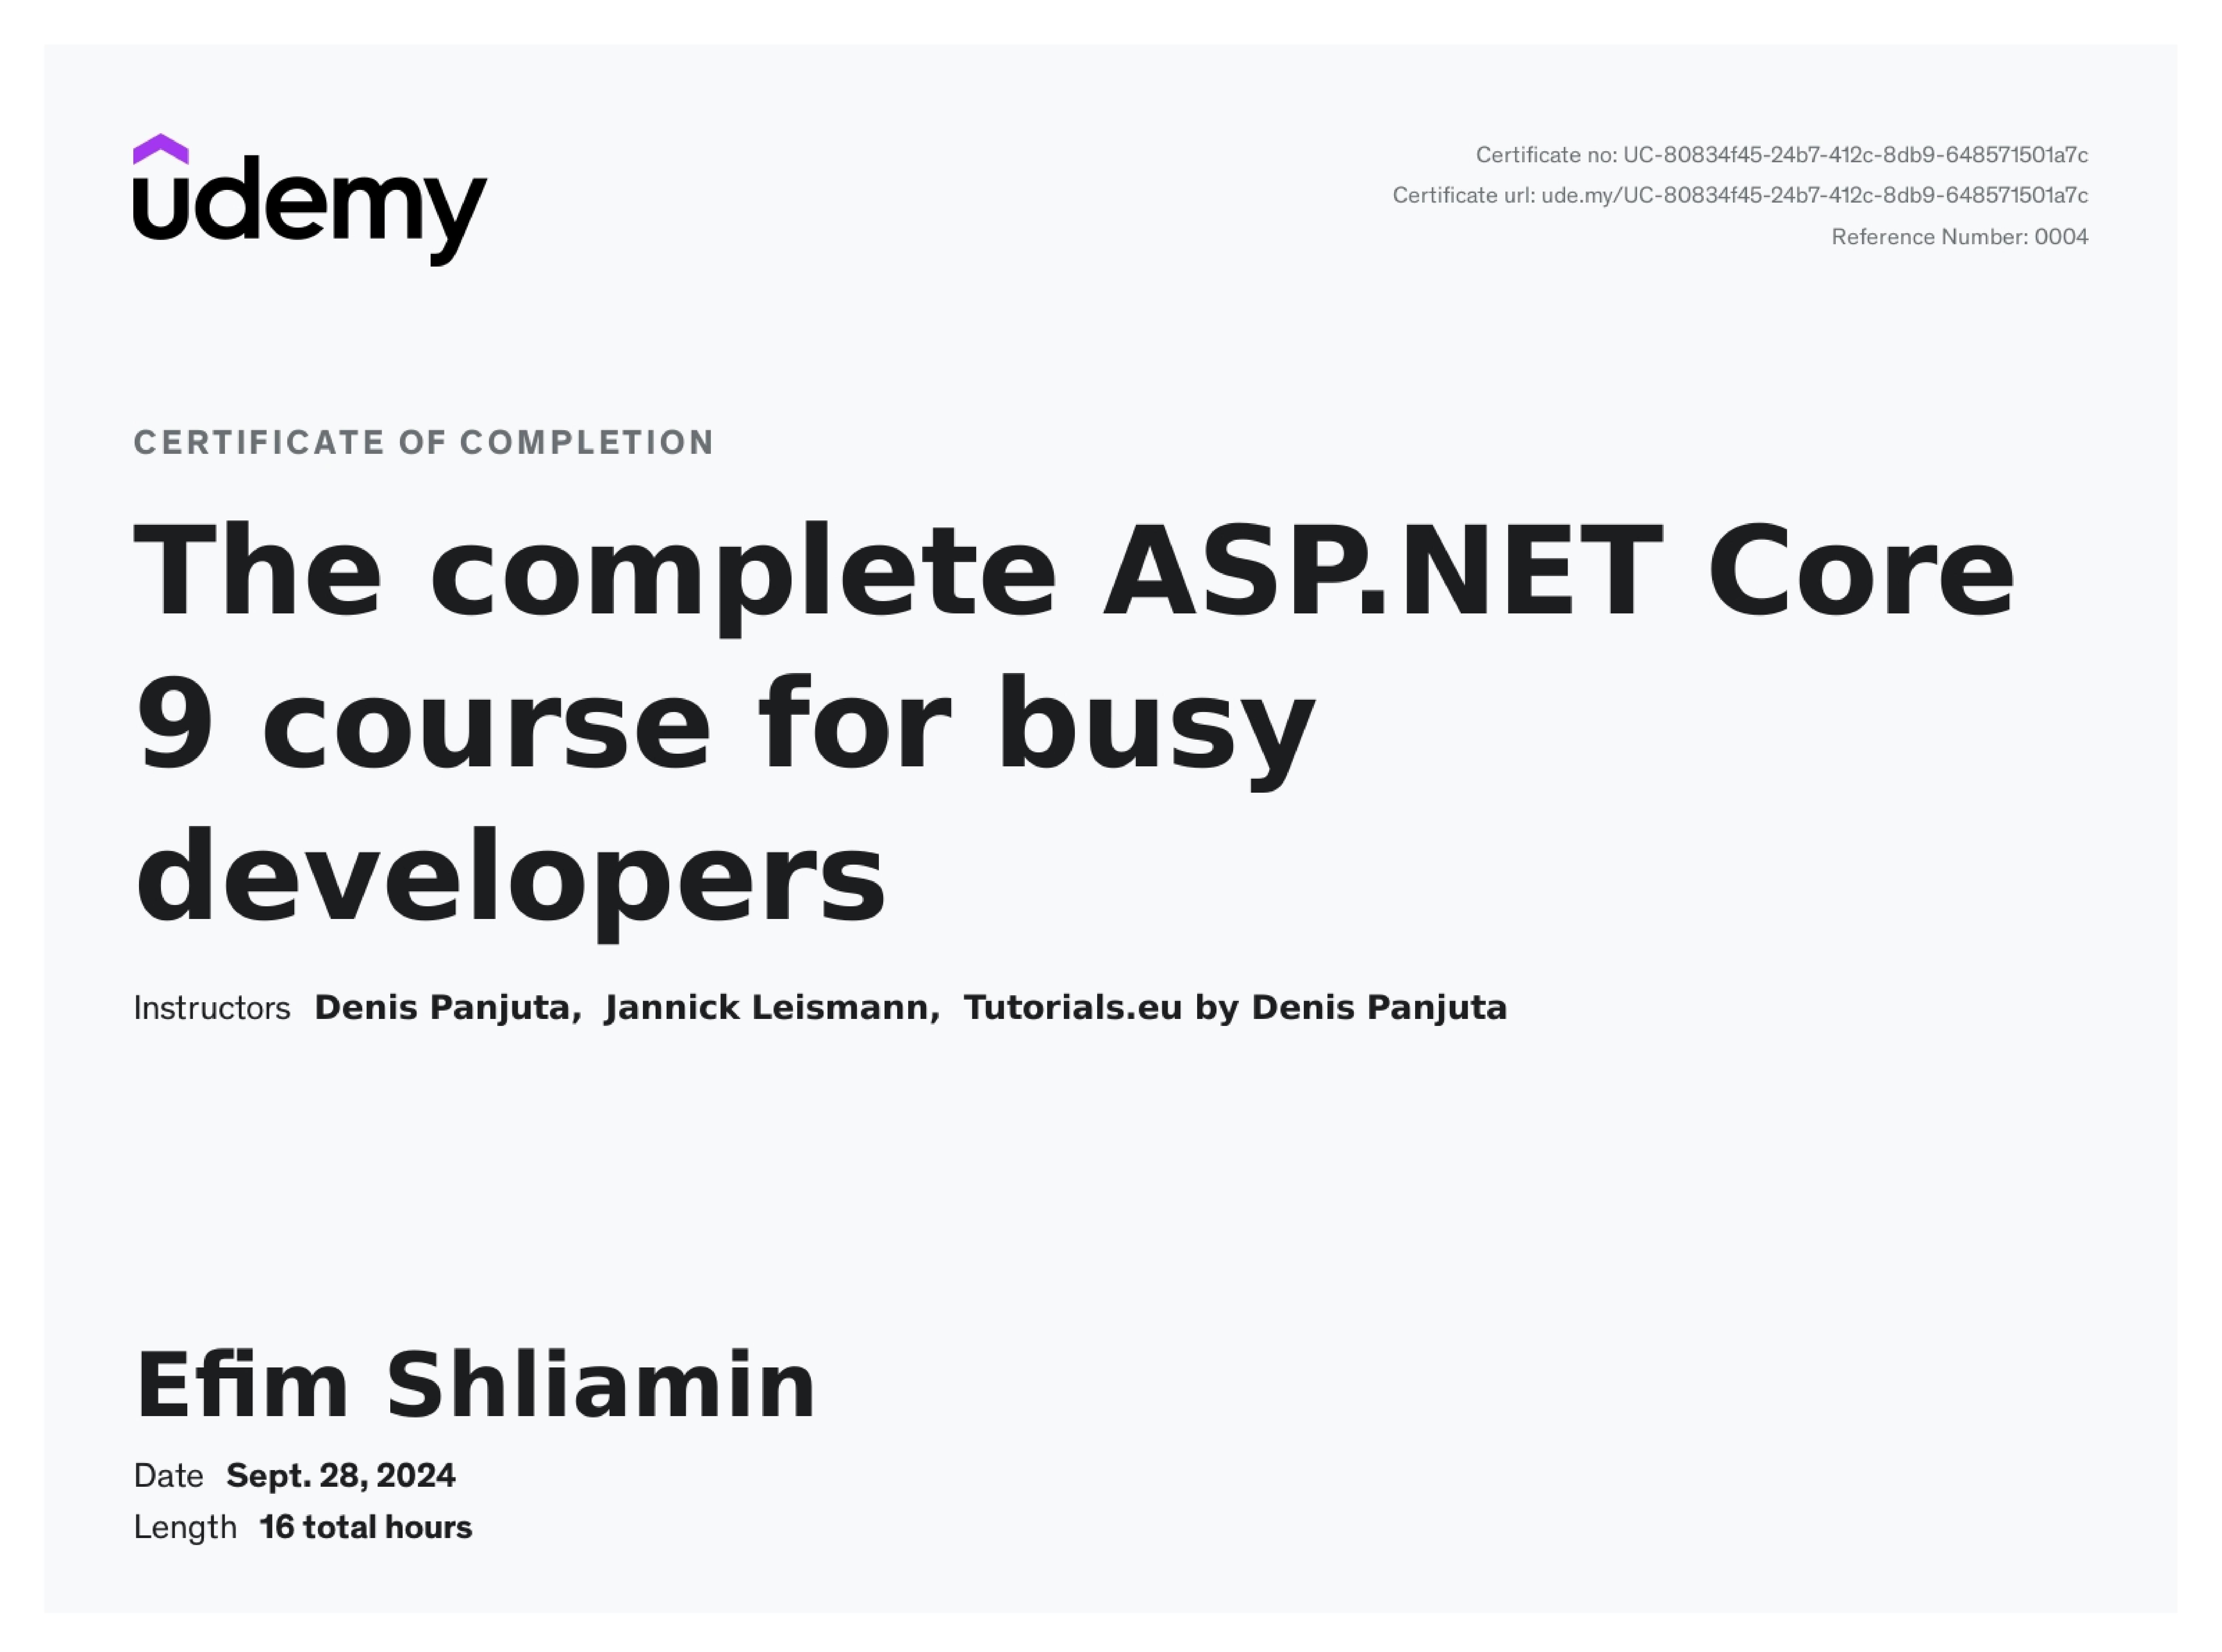 udemy
Certificate no: UC-80834f45-24b7-412c-8db9-648571501a7c
Certificate url: ude.my/UC-80834f45-24b7-412c-8db9-648571501a7c
Reference Number: 0004
CERTIFICATE OF COMPLETION
The complete ASP.NET Core
9 course for busy
developers
Instructors Denis Panjuta, Jannick Leismann, Tutorials.eu by Denis Panjuta
Efim Shliamin
Date Sept. 28, 2024
Length 16 total hours